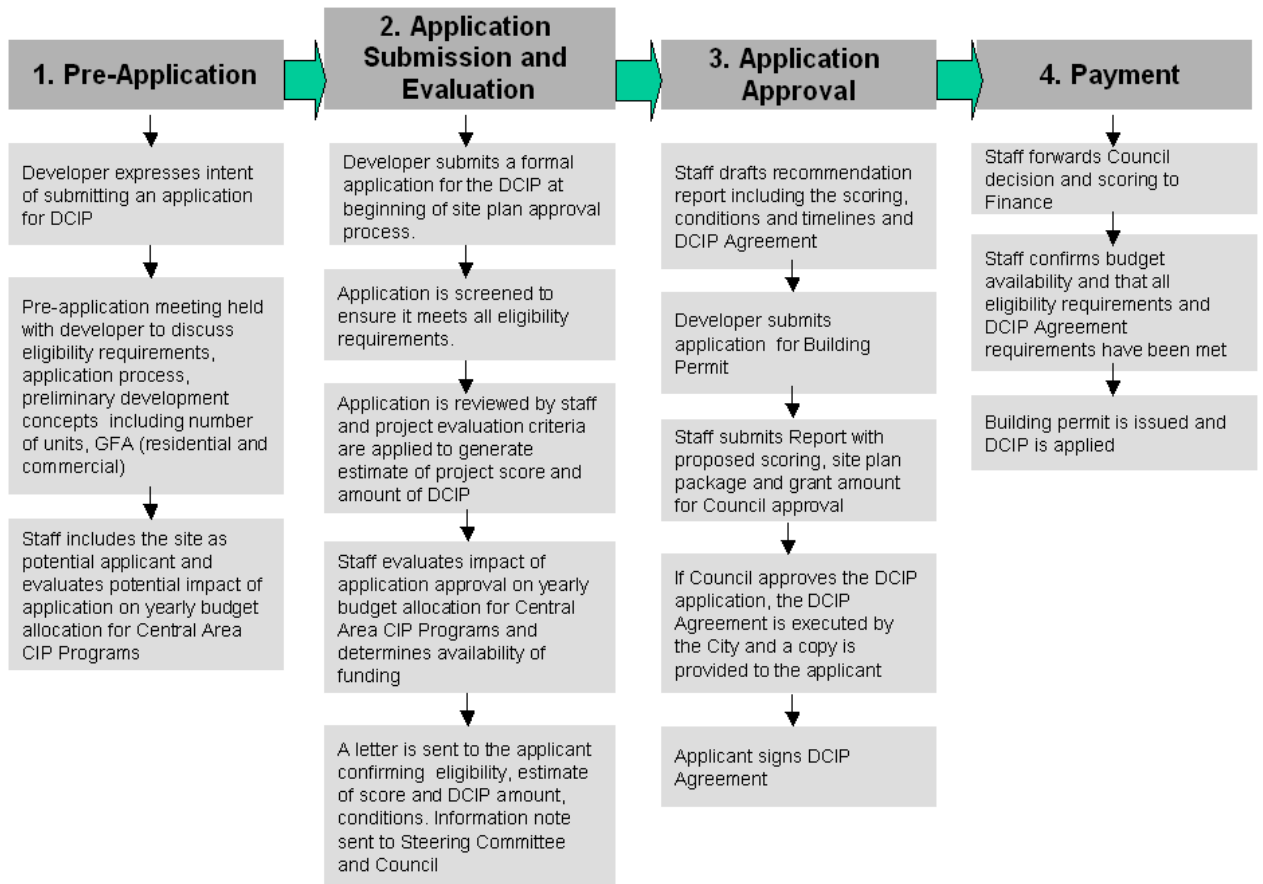 1. Pre-Application
Developer expresses intent
of submitting an application
for DCIP
Pre-application meeting held
with developer to discuss
eligibility requirements,
application process,
preliminary development
concepts including number
of units, GFA (residential and
commercial)
Staff includes the site as
potential applicant and
evaluates potential impact of
application on yearly budget
allocation for Central Area
CIP Programs
2. Application
Submission and
Evaluation
Developer submits a formal
application for the DCIP at
beginning of site plan approval
process.
Application is screened to
ensure it meets all eligibility
requirements.
Application is reviewed by staff
and project evaluation criteria
are applied to generate
estimate of project score and
amount of DCIP
Staff evaluates impact of
application approval on yearly
budget allocation for Central
Area CIP Programs and
determines availability of
funding
A letter is sent to the applicant
confirming eligibility, estimate
of score and DCIP amount,
conditions. Information note
sent to Steering Committee
and Council
3. Application
Approval
Staff drafts recommendation
report including the scoring,
conditions and timelines and
DCIP Agreement
Developer submits
application for Building
Permit
Staff submits Report with
proposed scoring, site plan
package and grant amount
for Council approval
If Council approves the DCIP
application, the DCIP
Agreement is executed by
the City and a copy is
provided to the applicant
Applicant signs DCIP
Agreement
4. Payment
Staff forwards Council
decision and scoring to
Finance
Staff confirms budget
availability and that all
eligibility requirements and
DCIP Agreement
requirements have been met
Building permit is issued and
DCIP is applied